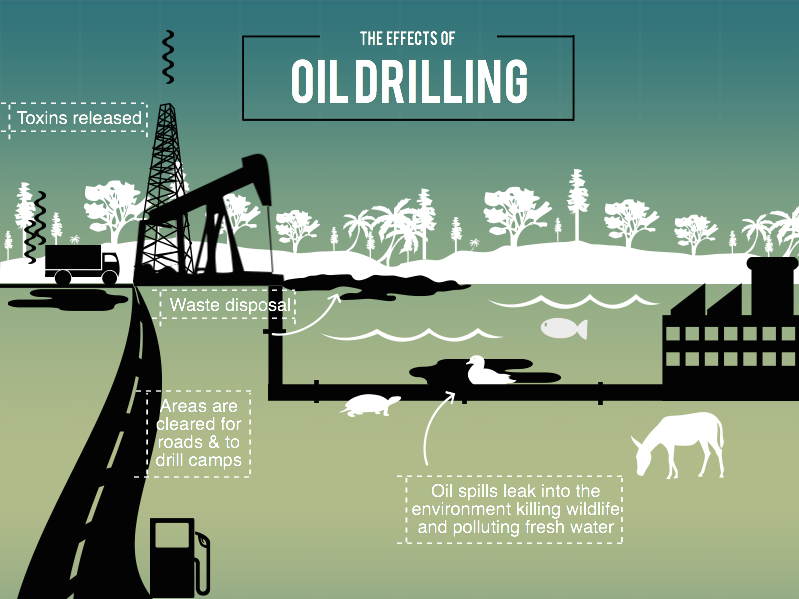 THE EFFECTS OF
OIL DRILLING
Toxins released
Waste disposal
Areas are
cleared for
roads & to
drill camps
Oil spills leak into the
environment killing wildlife
and polluting fresh water